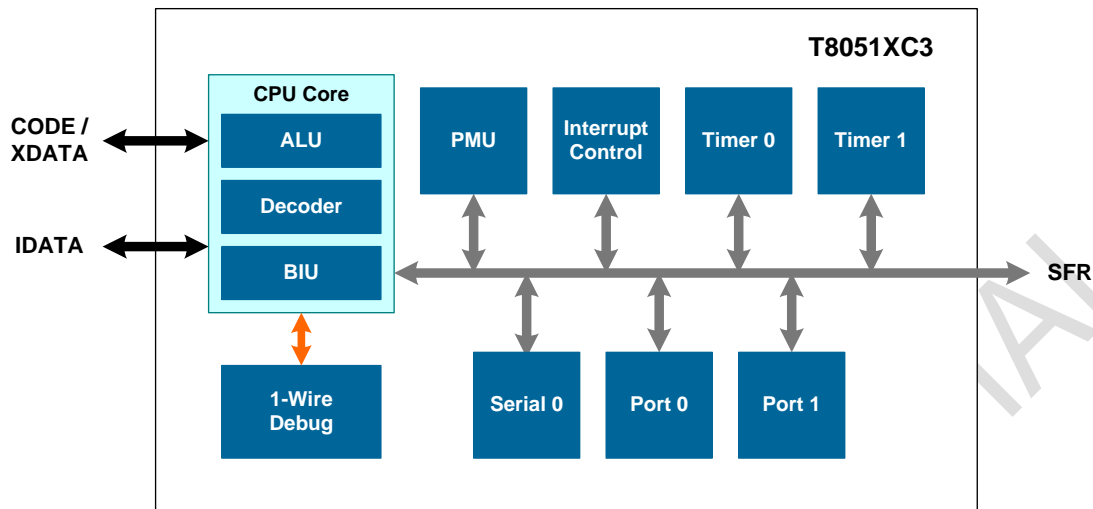 T8051XC3
CPU Core
CODE /
XDATA
ALU
PMU
Interrupt
Control
Timer 0
Timer 1
Decoder
IDATA
BIU
SFR
1-Wire
Debug
Serial 0
Port 0
Port 1